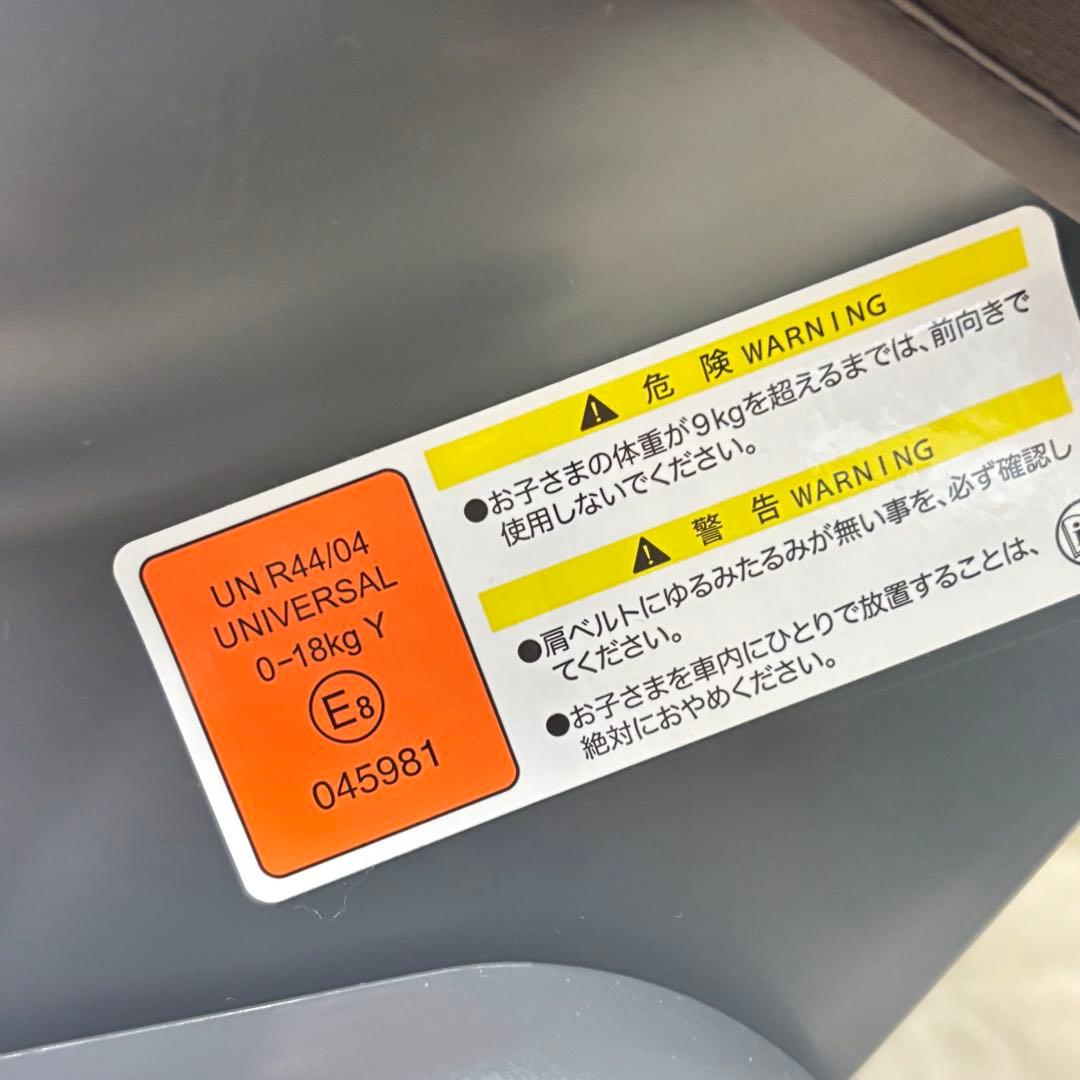 UN R44/04
UNIVERSAL
0-18kg Y
E8
045981
危 険 WARNING
●お子さまの体重が9kgを超えるまでは、前向きで
使用しないでください。
警 告 WARNING
●肩ベルトにゆるみたるみが無い事を、必ず確認し
てください。
●お子さまを車内にひとりで放置することは、
絶対におやめください。